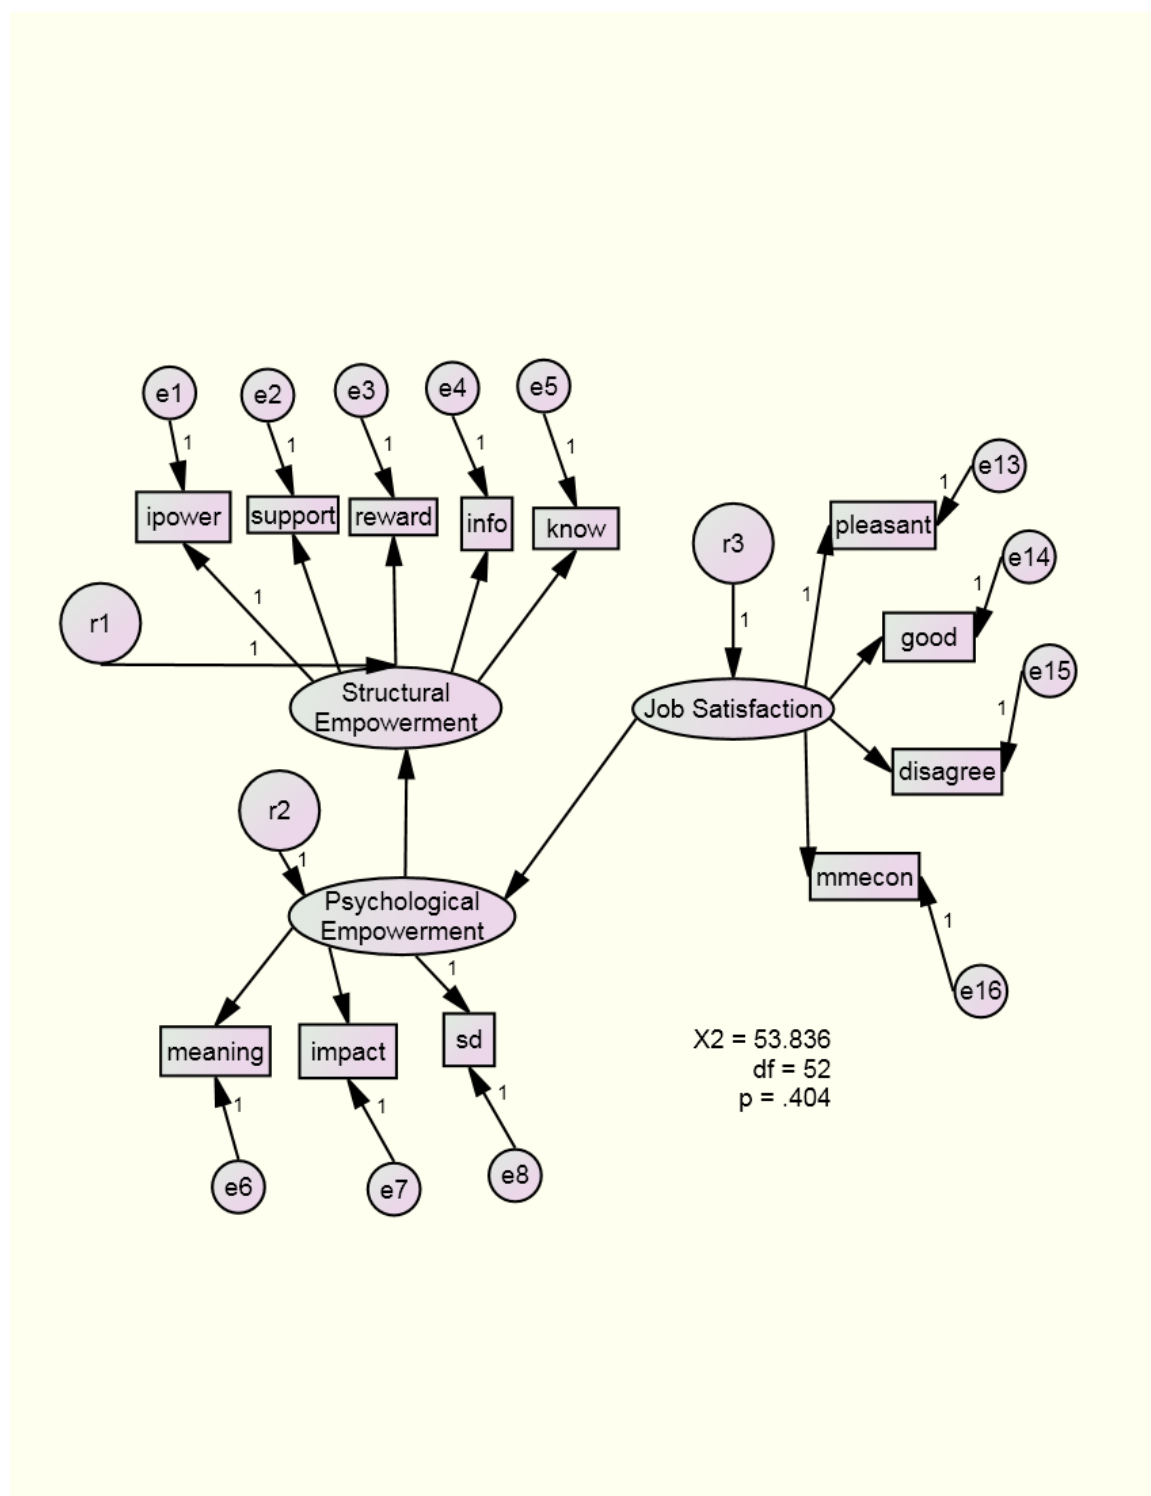 e1
e2
e3
e4
e5
1
1
1
1
1
ipower
support
reward
info
know
e13
1
pleasant
r3
e14
1
1
1
good
r1
1
1
1
e15
1
Structural
Empowerment
Job Satisfaction
disagree
r2
1
mmecon
1
Psychological
Empowerment
1
e16
meaning
impact
sd
1
1
1
e6
e7
e8
X2 = 53.836
df = 52
p = .404